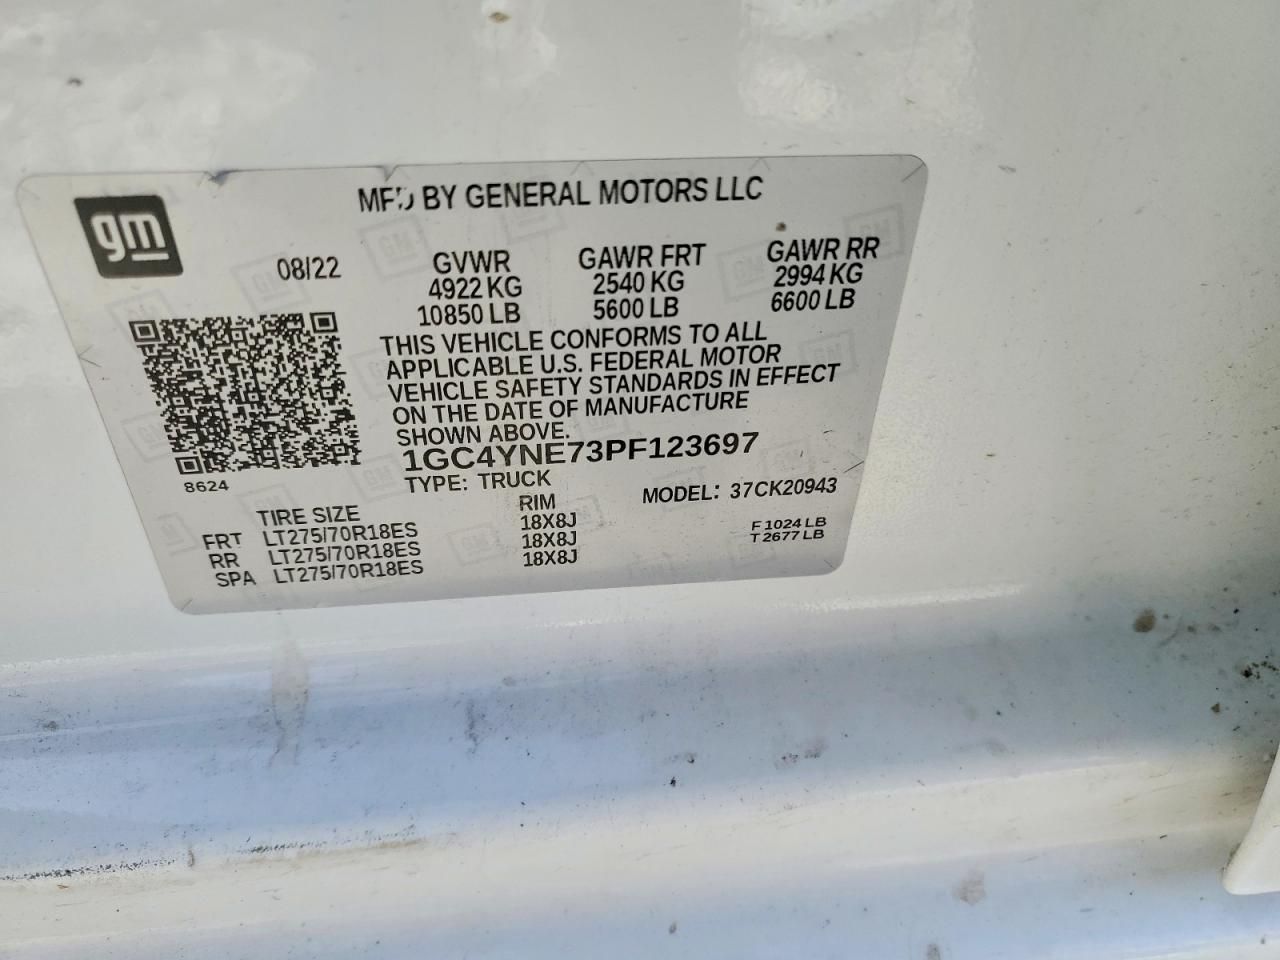 gm
MFD BY GENERAL MOTORS LLC
08/22
GVWR GAWR FRT GAWR RR
4922 KG 2540 KG 2994 KG
10850 LB 5600 LB 6600 LB
THIS VEHICLE CONFORMS TO ALL
APPLICABLE U.S. FEDERAL MOTOR
VEHICLE SAFETY STANDARDS IN EFFECT
ON THE DATE OF MANUFACTURE
SHOWN ABOVE.
1GC4YNE73PF123697
8624
TYPE: TRUCK
MODEL: 37CK20943
TIRE SIZE RIM
FRT LT275/70R18ES 18X8J
RR LT275/70R18ES 18X8J
SPA LT275/70R18ES 18X8J
F 1024 LB
T 2677 LB